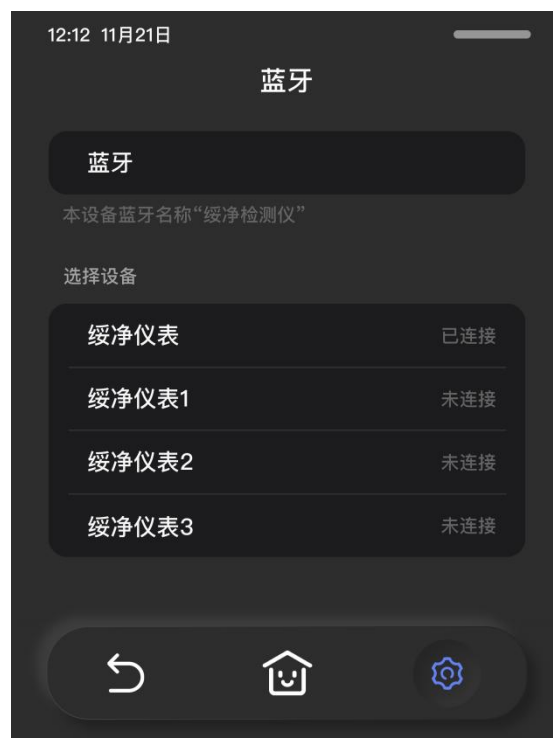 12:12 11月21日
蓝牙
蓝牙
本设备蓝牙名称“绥净检测仪”
选择设备
绥净仪表 已连接
绥净仪表1 未连接
绥净仪表2 未连接
绥净仪表3 未连接